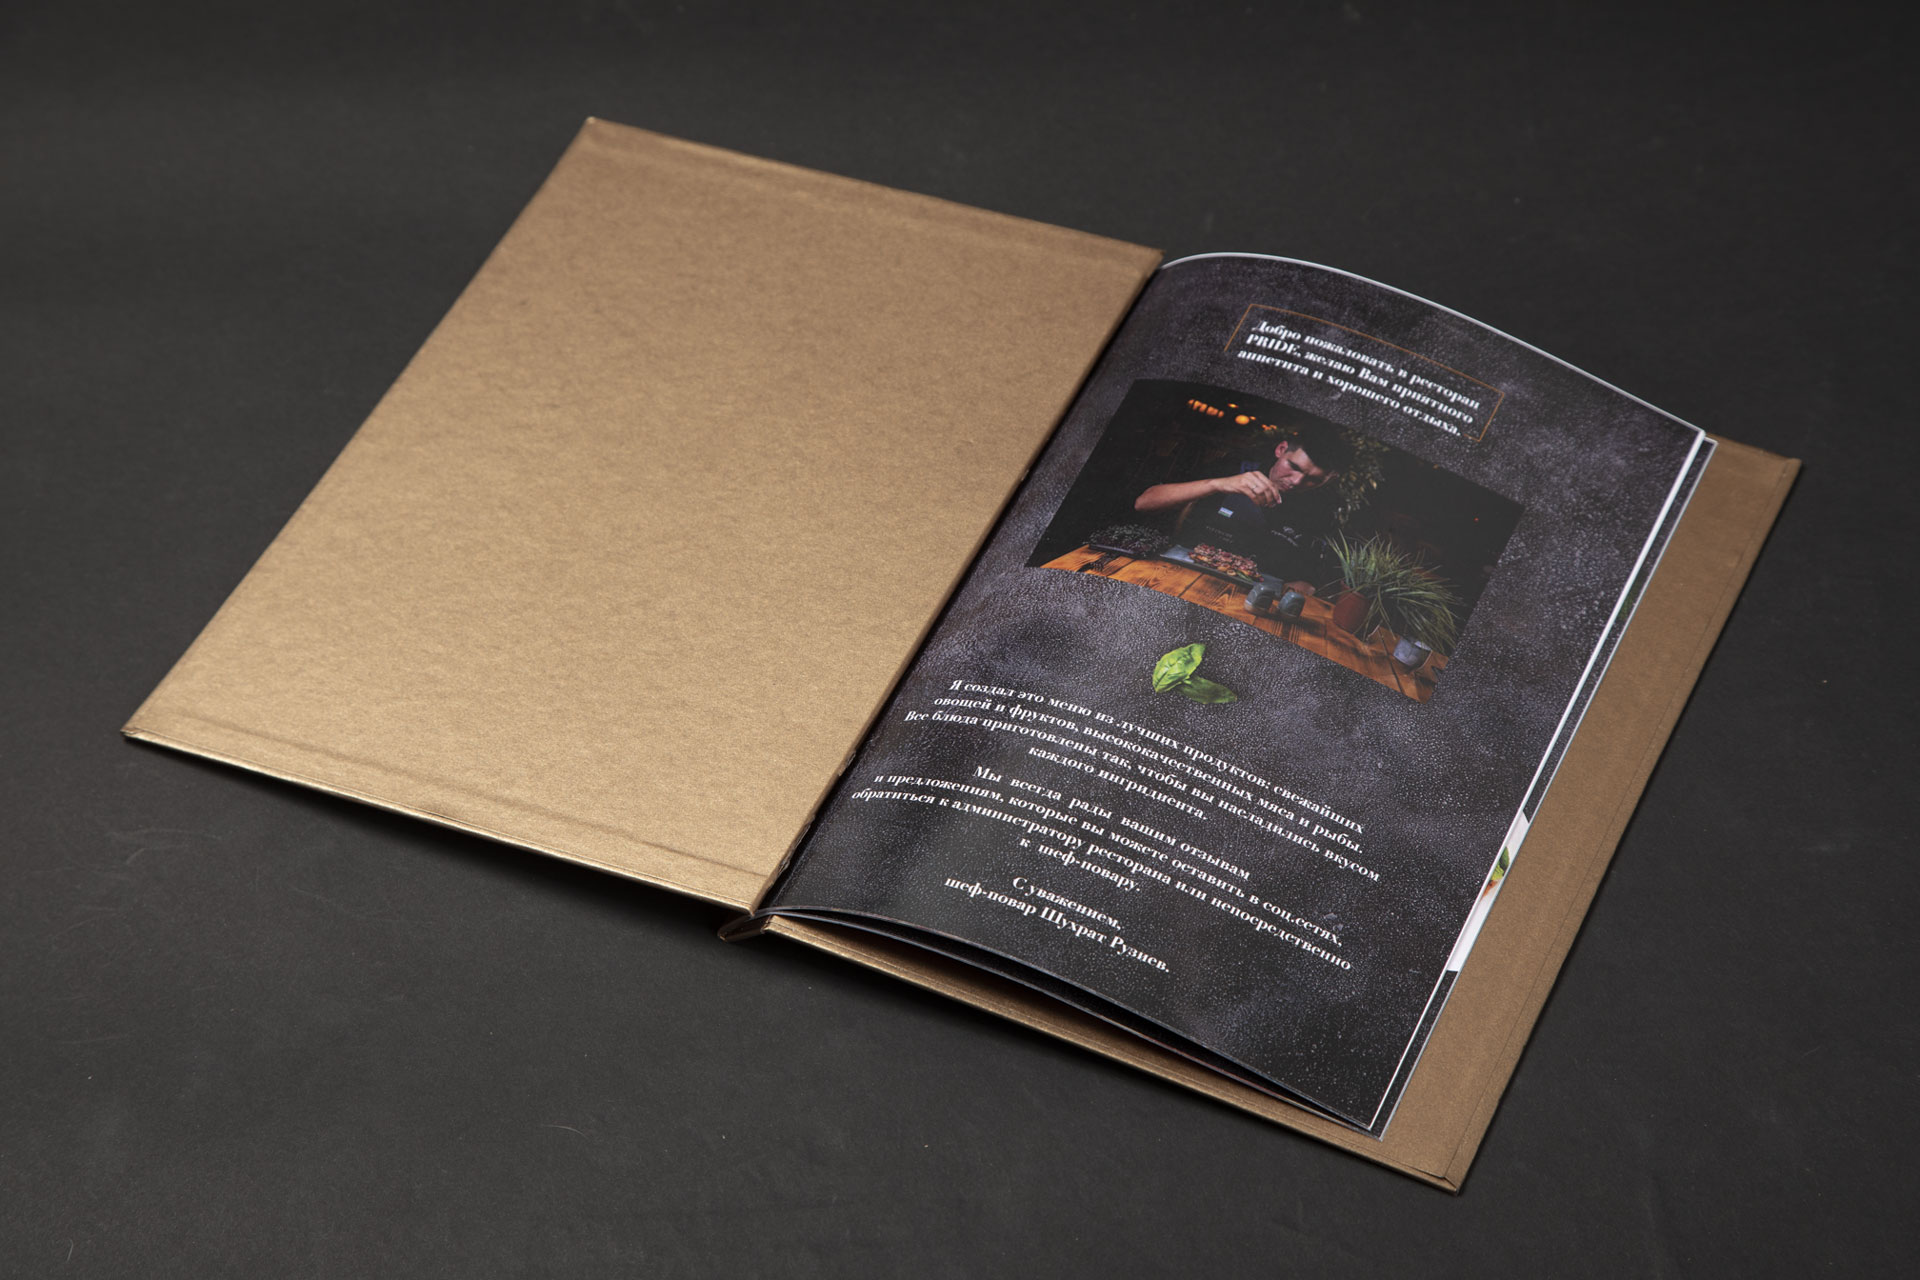 Добро пожаловать в ресторан
PRIDE, желаю Вам приятного
аппетита и хорошего отдыха.
Я создал это меню из лучших продуктов: свежайших
овощей и фруктов, высококачественных мяса и рыбы.
Все блюда приготовлены так, чтобы вы насладились вкусом
каждого ингридиента.
Мы всегда рады вашим отзывам
и предложениям, которые вы можете оставить в соц.сетях,
обратиться к администратору ресторана или непосредственно
к шеф-повару.
С уважением,
шеф-повар Шухрат Рузиев.